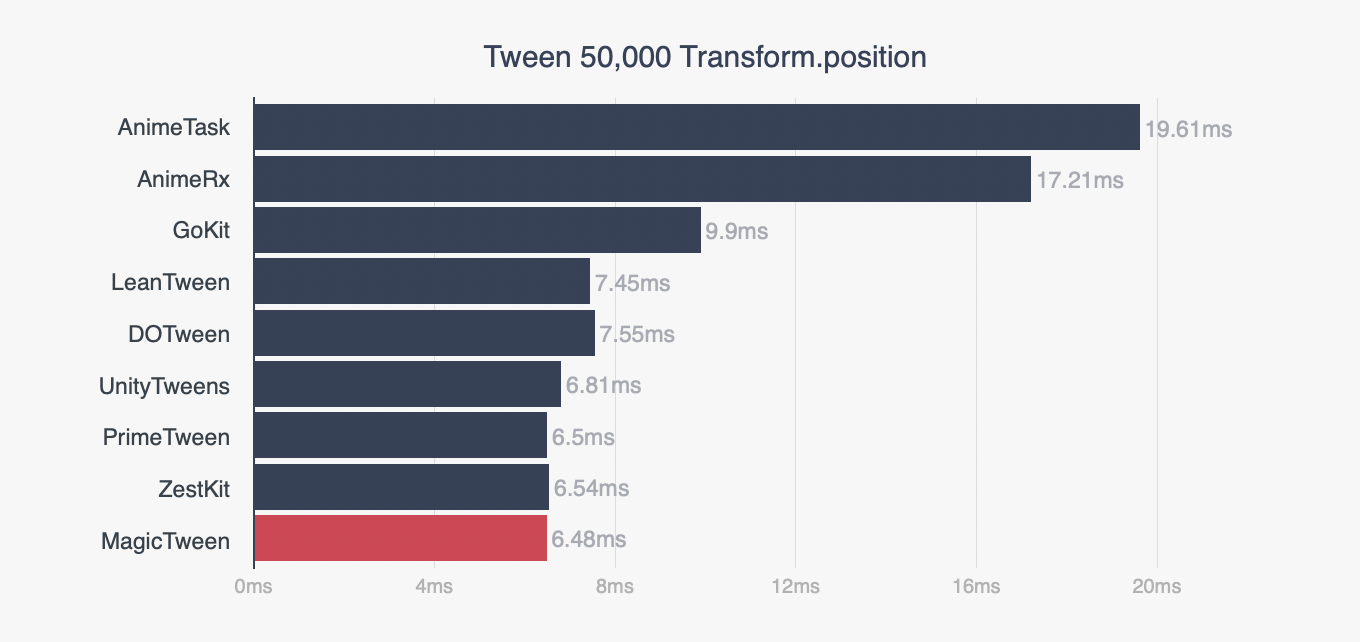 Tween 50,000 Transform.position
AnimeTask 19.61ms
AnimeRx 17.21ms
GoKit 9.9ms
LeanTween 7.45ms
DOTween 7.55ms
UnityTweens 6.81ms
PrimeTween 6.5ms
ZestKit 6.54ms
MagicTween 6.48ms
0ms 4ms 8ms 12ms 16ms 20ms